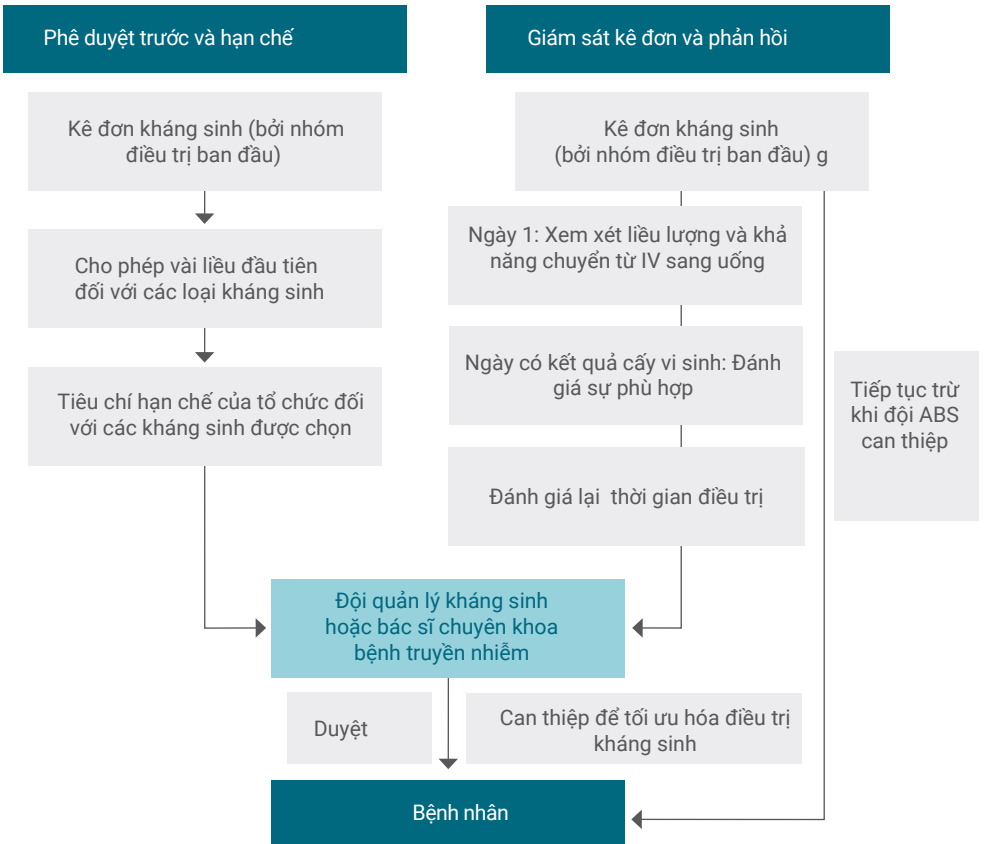 Phê duyệt trước và hạn chế
Kê đơn kháng sinh (bởi nhóm
điều trị ban đầu)
Cho phép vài liều đầu tiên
đối với các loại kháng sinh
Tiêu chí hạn chế của tổ chức đối
với các kháng sinh được chọn
Giám sát kê đơn và phản hồi
Kê đơn kháng sinh
(bởi nhóm điều trị ban đầu) g
Ngày 1: Xem xét liều lượng và khả
năng chuyển từ IV sang uống
Ngày có kết quả cấy vi sinh: Đánh
giá sự phù hợp
Đánh giá lại thời gian điều trị
Tiếp tục trừ
khi đội ABS
can thiệp
Đội quản lý kháng sinh
hoặc bác sĩ chuyên khoa
bệnh truyền nhiễm
Duyệt
Can thiệp để tối ưu hóa điều trị
kháng sinh
Bệnh nhân